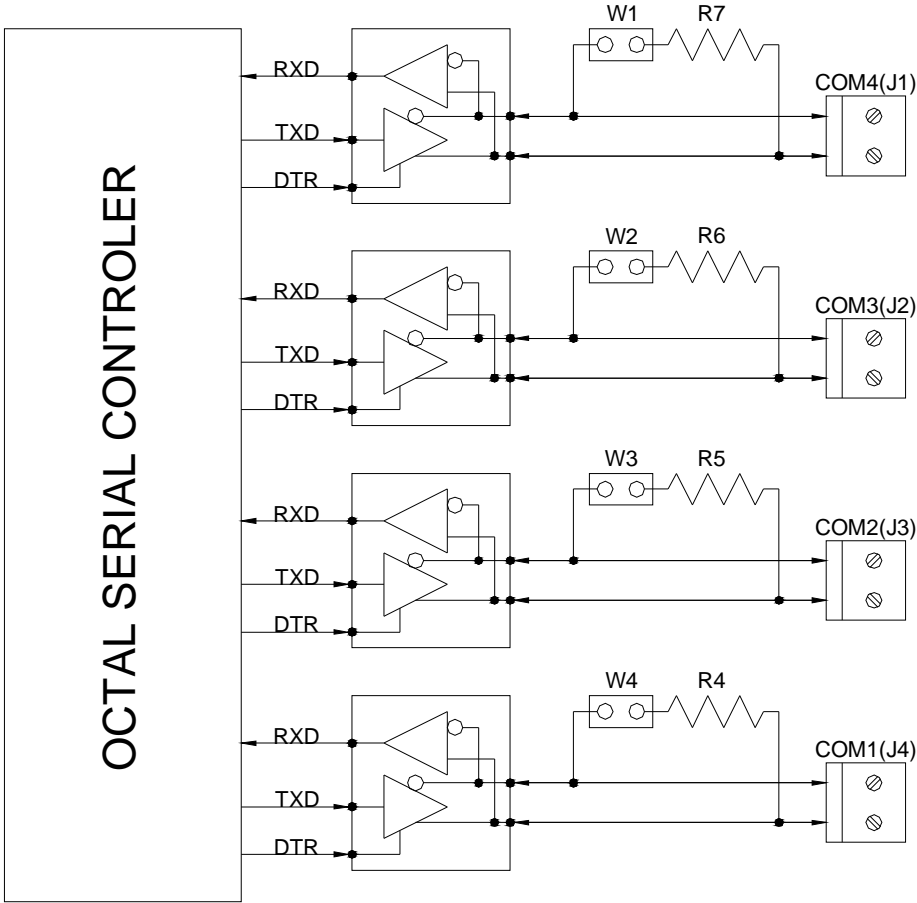 OCTAL SERIAL CONTROLER
W1 R7
RXD
TXD
DTR
COM4(J1)
W2 R6
RXD
TXD
DTR
COM3(J2)
W3 R5
RXD
TXD
DTR
COM2(J3)
W4 R4
RXD
TXD
DTR
COM1(J4)